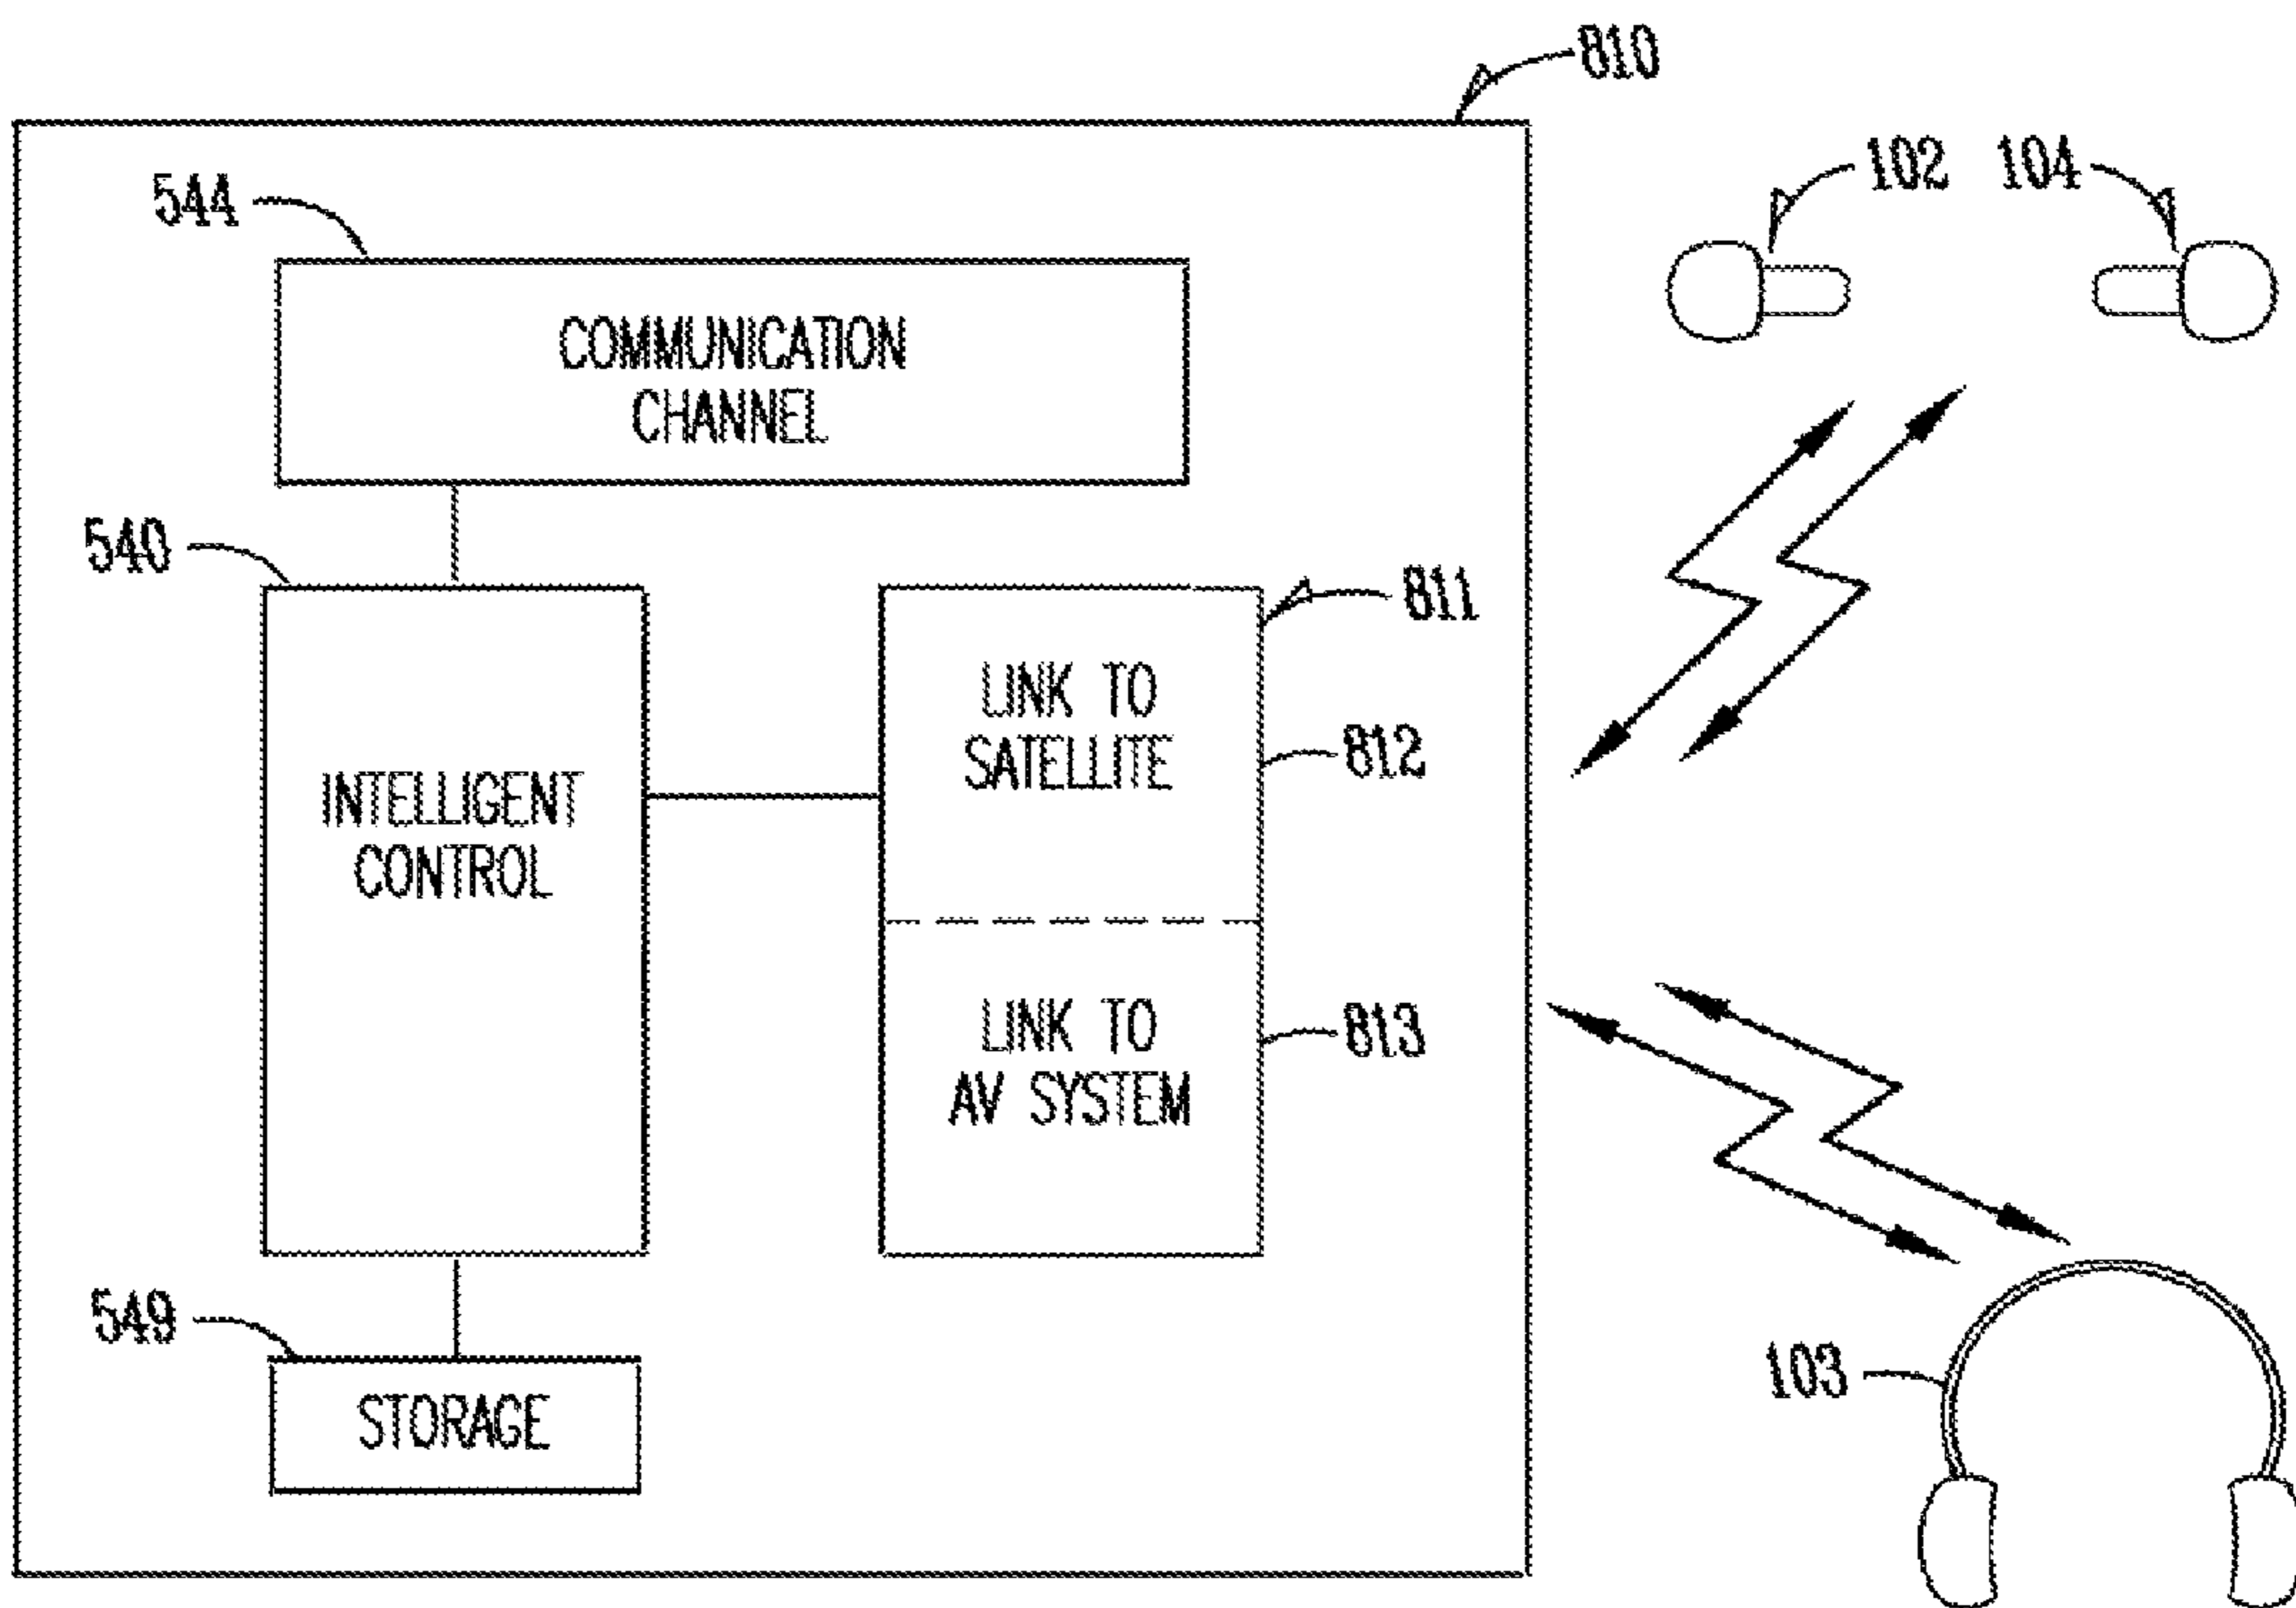 810
102 104
544
COMMUNICATION
CHANNEL
540
811
LINK TO
SATELLITE
812
INTELLIGENT
CONTROL
LINK TO
AV SYSTEM
813
549
STORAGE
103